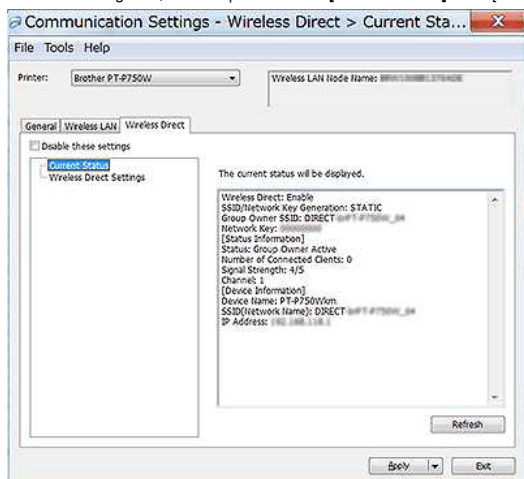 Communication Settings - Wireless Direct > Current Sta...
File Tools Help
Printer: Brother PT-P750W
Wireless LAN Node Name:
General Wireless LAN Wireless Direct
Disable these settings
Current Status
Wireless Direct Settings
The current status will be displayed.
Wireless Direct: Enable
SSID/Network Key Generation: STATIC
Group Owner SSID: DIRECT
Network Key:
[Status Information]
Status: Group Owner Active
Number of Connected Clients: 0
Signal Strength: 4/5
Channel: 1
[Device Information]
Device Name: PT-P750Wkm
SSID(Network Name): DIRECT
IP Address:
Refresh
Apply
Exit